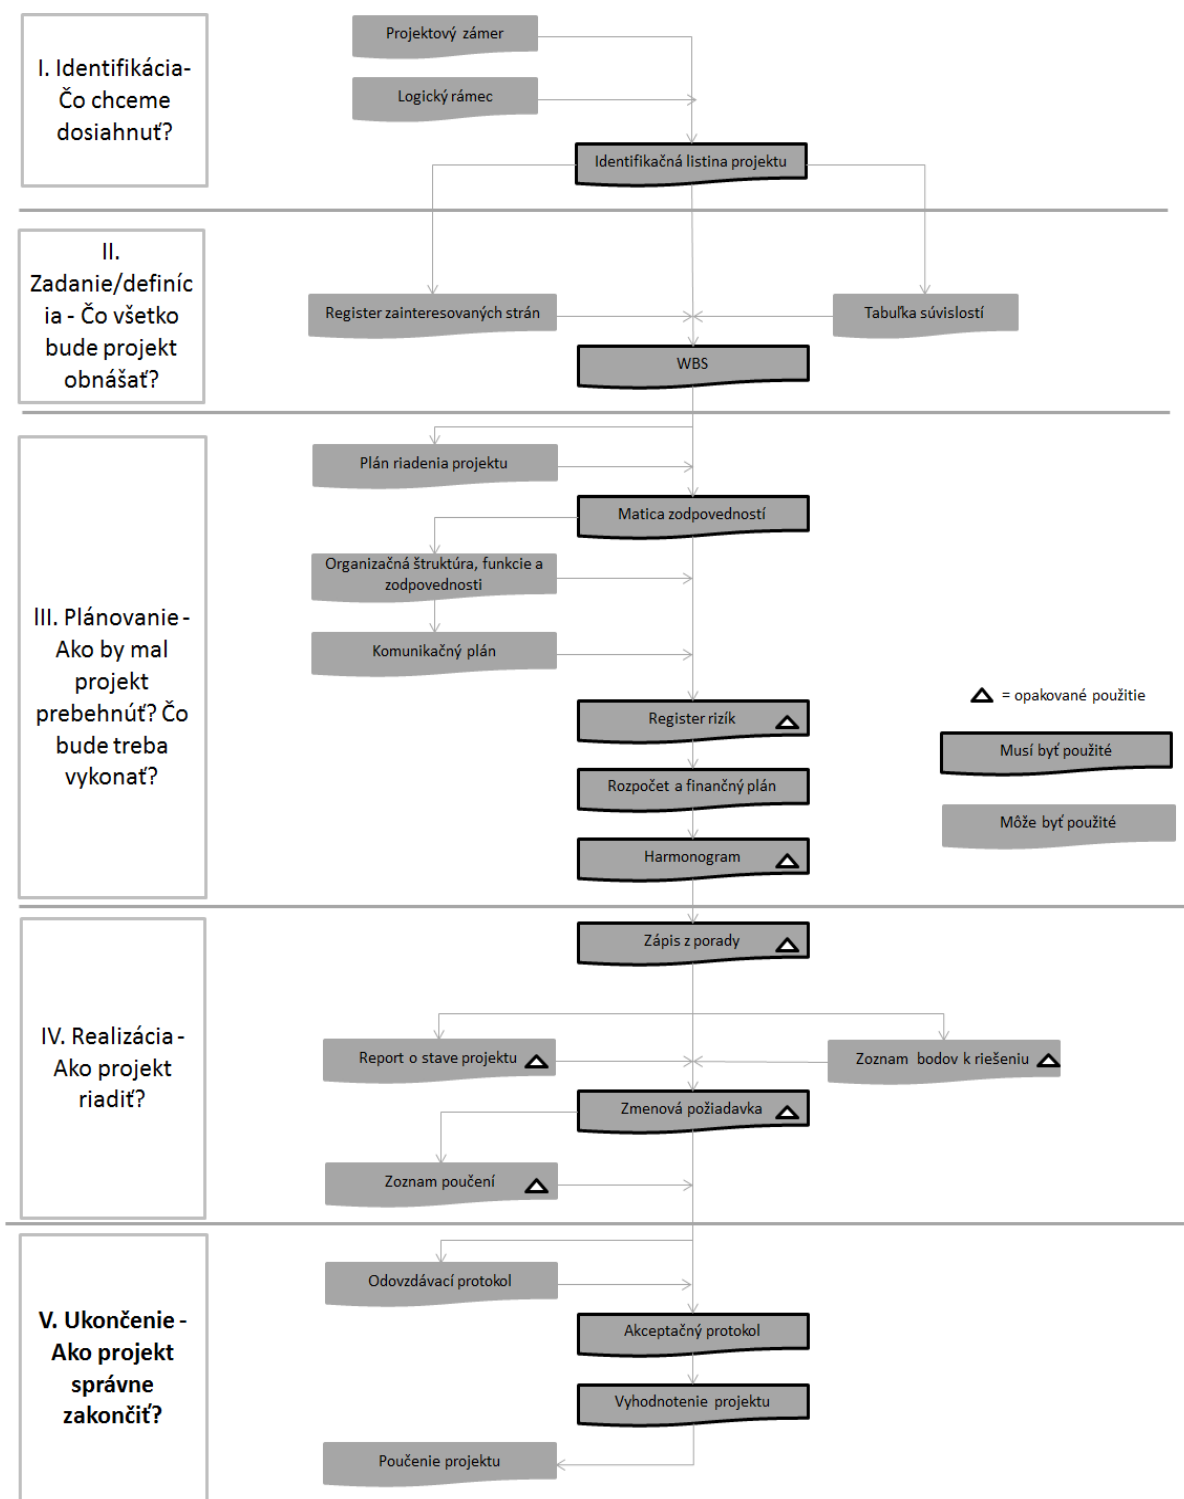 I. Identifikácia-
Čo chceme
dosiahnuť?
Projektový zámer
Logický rámec
Identifikačná listina projektu
II.
Zadanie/definíc
ia - Čo všetko
bude projekt
obnášať?
Register zainteresovaných strán
Tabuľka súvislostí
WBS
III. Plánovanie -
Ako by mal
projekt
prebehnúť? Čo
bude treba
vykonať?
Plán riadenia projektu
Matica zodpovedností
Organizačná štruktúra, funkcie a
zodpovednosti
Komunikačný plán
Register rizík
Rozpočet a finančný plán
Harmonogram
= opakované použitie
Musí byť použité
Môže byť použité
IV. Realizácia -
Ako projekt
riadiť?
Zápis z porady
Report o stave projektu
Zoznam bodov k riešeniu
Zmenová požiadavka
Zoznam poučení
V. Ukončenie -
Ako projekt
správne
zakončiť?
Odovzdávací protokol
Akceptačný protokol
Vyhodnotenie projektu
Poučenie projektu